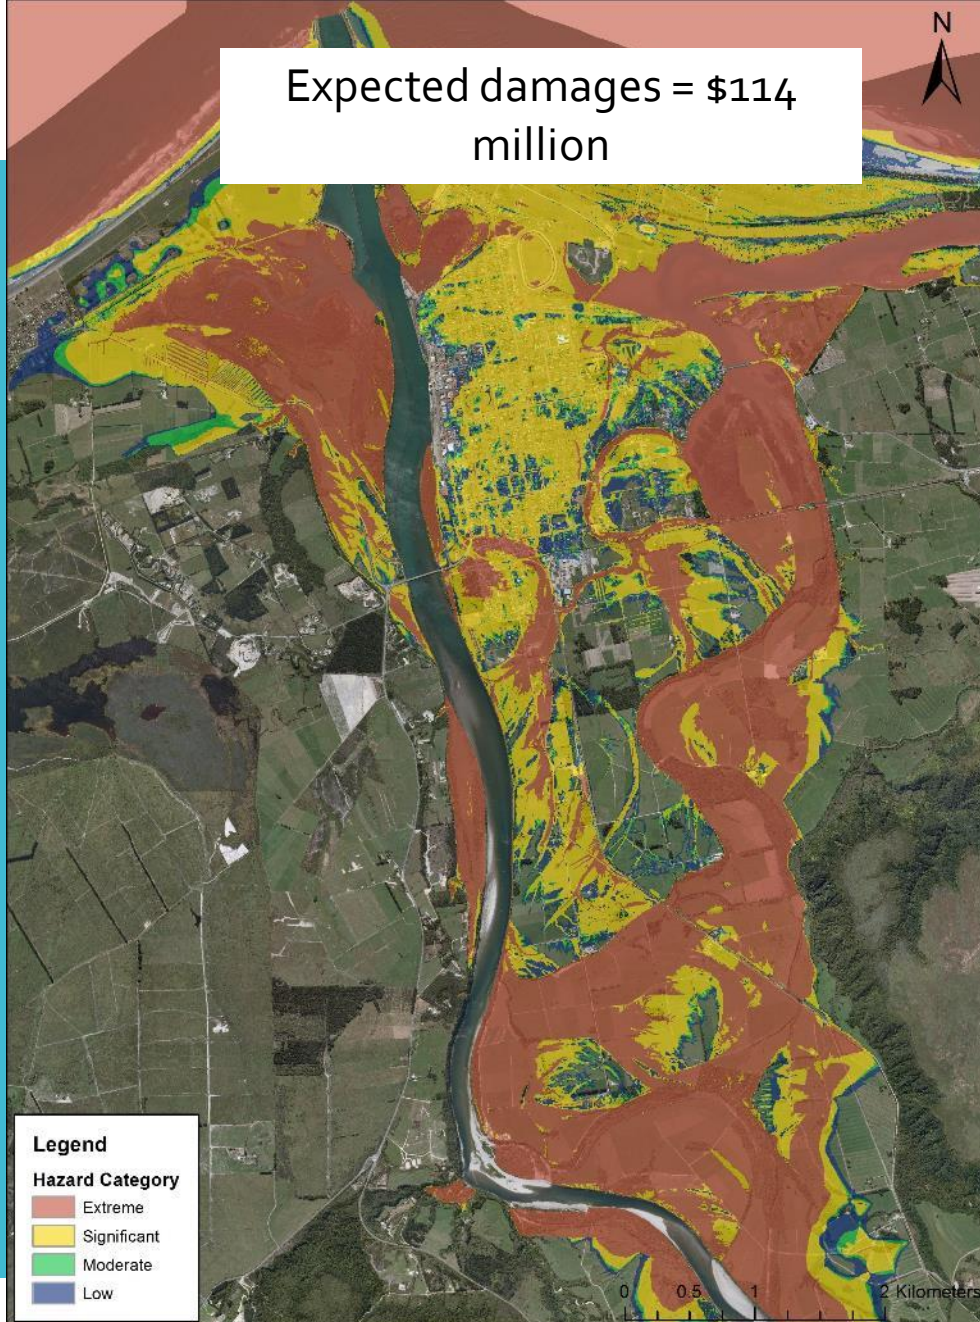 N
Expected damages = $114
million
Legend
Hazard Category
Extreme
Significant
Moderate
Low
0 0.5 1 2 Kilometers